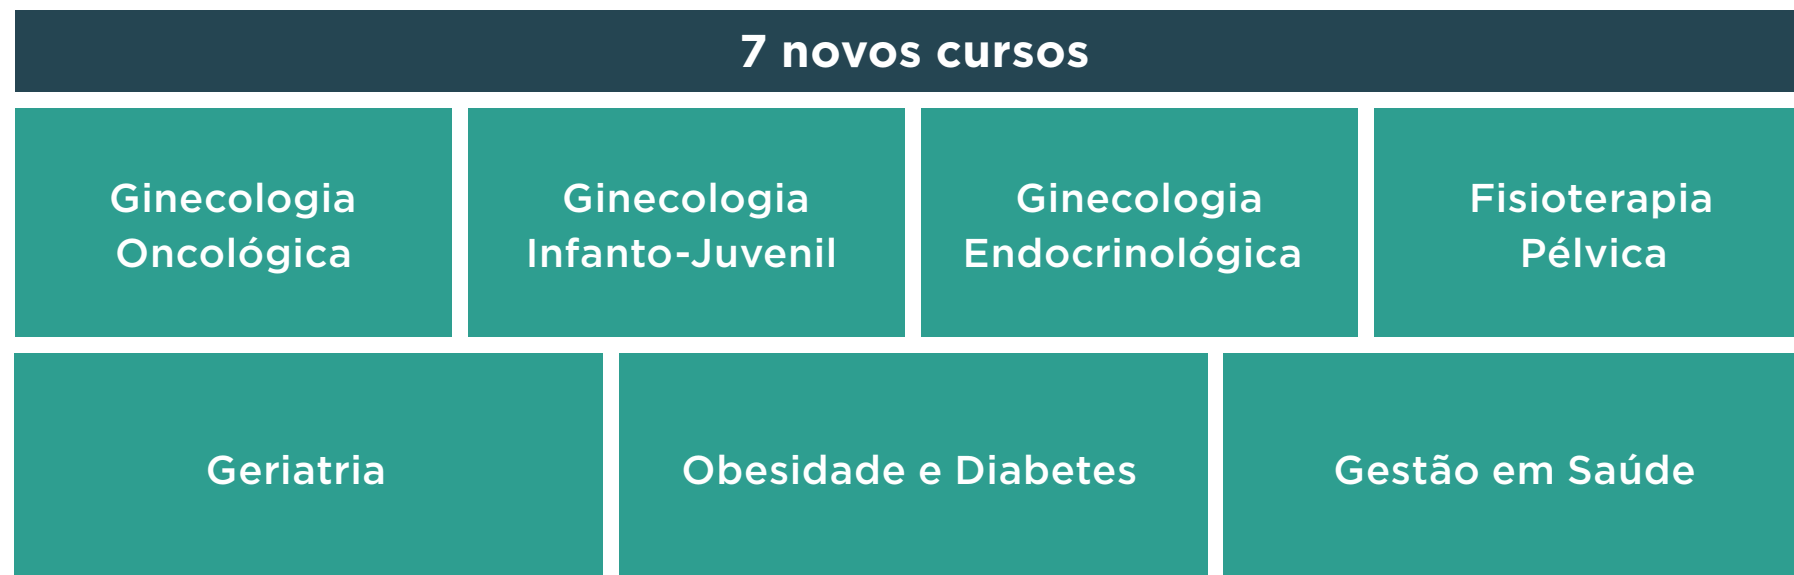 7 novos cursos
Ginecologia
Oncológica
Ginecologia
Infanto-Juvenil
Ginecologia
Endocrinológica
Fisioterapia
Pélvica
Geriatria
Obesidade e Diabetes
Gestão em Saúde